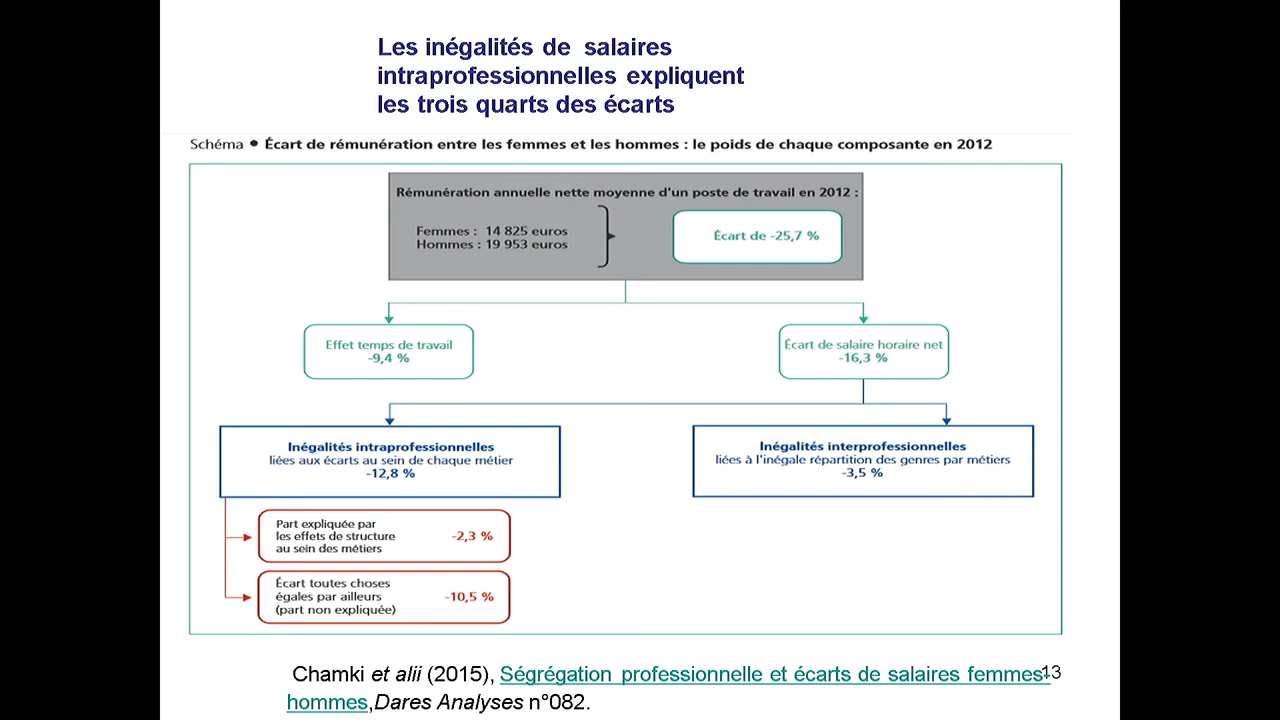 Les inégalités de salaires
intraprofessionnelles expliquent
les trois quarts des écarts
Schéma • Écart de rémunération entre les femmes et les hommes : le poids de chaque composante en 2012
Rémunération annuelle nette moyenne d'un poste de travail en 2012 :
Femmes : 14 825 euros
Hommes : 19 953 euros
Écart de -25,7 %
Effet temps de travail
-9,4 %
Écart de salaire horaire net
-16,3 %
Inégalités intraprofessionnelles
liées aux écarts au sein de chaque métier
-12,8 %
Inégalités interprofessionnelles
liées à l'inégale répartition des genres par métiers
-3,5 %
Part expliquée par
les effets de structure
au sein des métiers
-2,3 %
Écart toutes choses
égales par ailleurs
(part non expliquée)
-10,5 %
Chamki et alii (2015), Ségrégation professionnelle et écarts de salaires femmes-
hommes,Dares Analyses n°082.
13